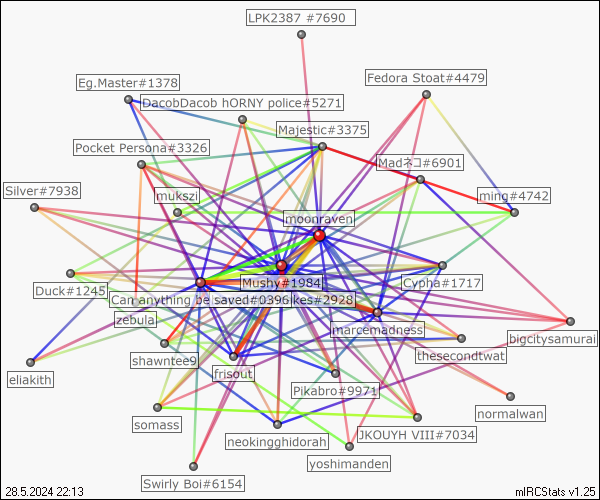 LPK2387 #7690
Eg.Master#1378
Fedora Stoat#4479
DacobDacob hORNY police#5271
Majestic#3375
Pocket Persona#3326
Madネコ#6901
Silver#7938
mukszi
ming#4742
moonraven
Mushy#1984
Cypha#1717
Duck#1245
Can anything be saved#0396
ikes#2928
zebula
marcemadness
bigcitysamurai
shawntee9
thesecondtwat
eliakith
frisout
Pikabro#9971
normalwan
somass
JKOUYH VIII#7034
neokingghidorah
yoshimanden
Swirly Boi#6154
28.5.2024 22:13
mIRCStats v1.25